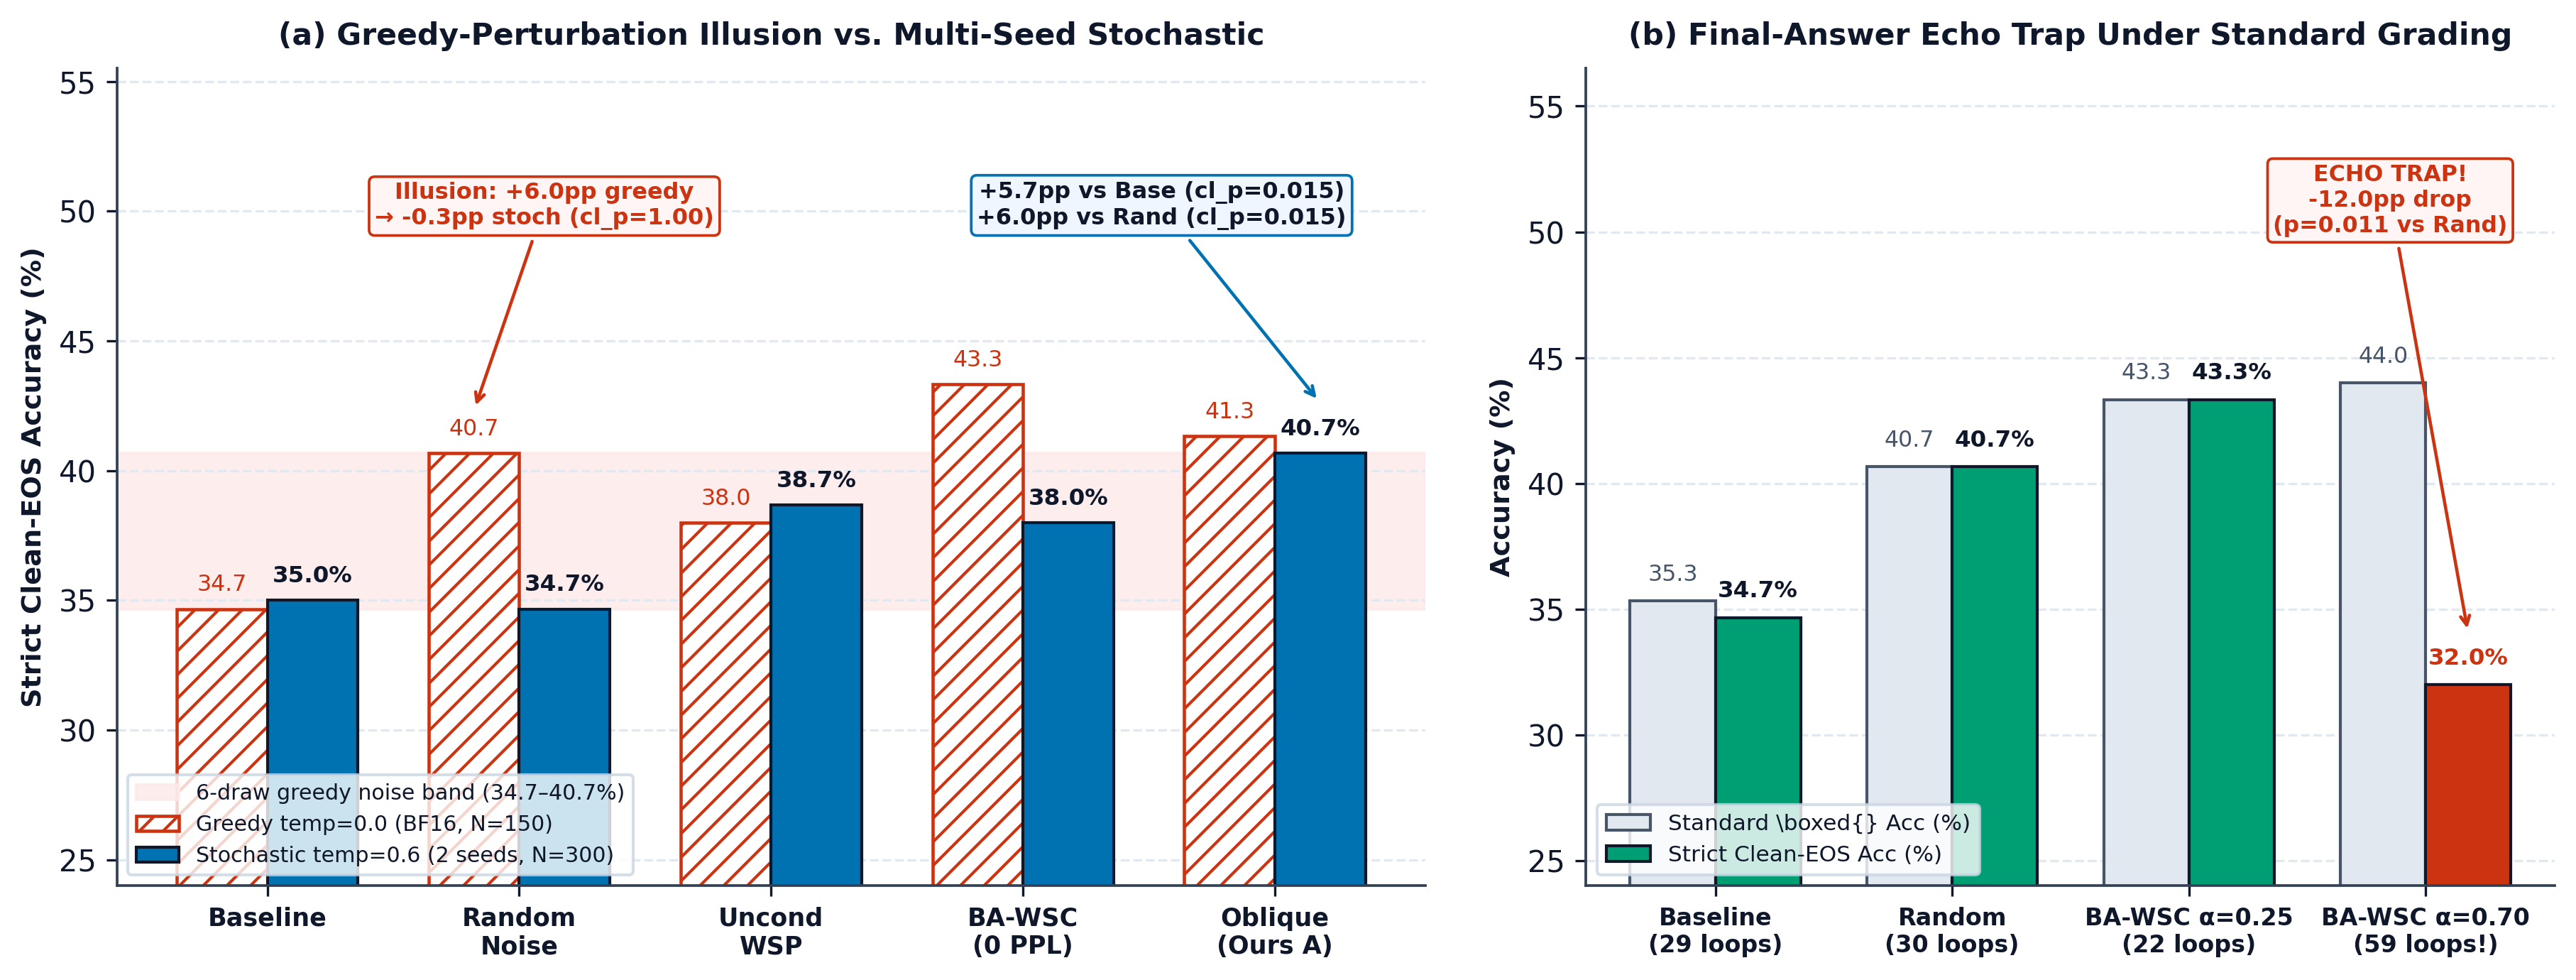 (a) Greedy-Perturbation Illusion vs. Multi-Seed Stochastic
Strict Clean-EOS Accuracy (%)
55
50
45
40
35
30
25
Illusion: +6.0pp greedy
→ -0.3pp stoch (cl_p=1.00)
+5.7pp vs Base (cl_p=0.015)
+6.0pp vs Rand (cl_p=0.015)
34.7
35.0%
40.7
34.7%
38.0
38.7%
43.3
38.0%
41.3
40.7%
6-draw greedy noise band (34.7–40.7%)
Greedy temp=0.0 (BF16, N=150)
Stochastic temp=0.6 (2 seeds, N=300)
Baseline
Random
Noise
Uncond
WSP
BA-WSC
(0 PPL)
Oblique
(Ours A)
(b) Final-Answer Echo Trap Under Standard Grading
Accuracy (%)
55
50
45
40
35
30
25
ECHO TRAP!
-12.0pp drop
(p=0.011 vs Rand)
35.3
34.7%
40.7
40.7%
43.3
43.3%
44.0
32.0%
Standard \boxed{} Acc (%)
Strict Clean-EOS Acc (%)
Baseline
(29 loops)
Random
(30 loops)
BA-WSC α=0.25
(22 loops)
BA-WSC α=0.70
(59 loops!)